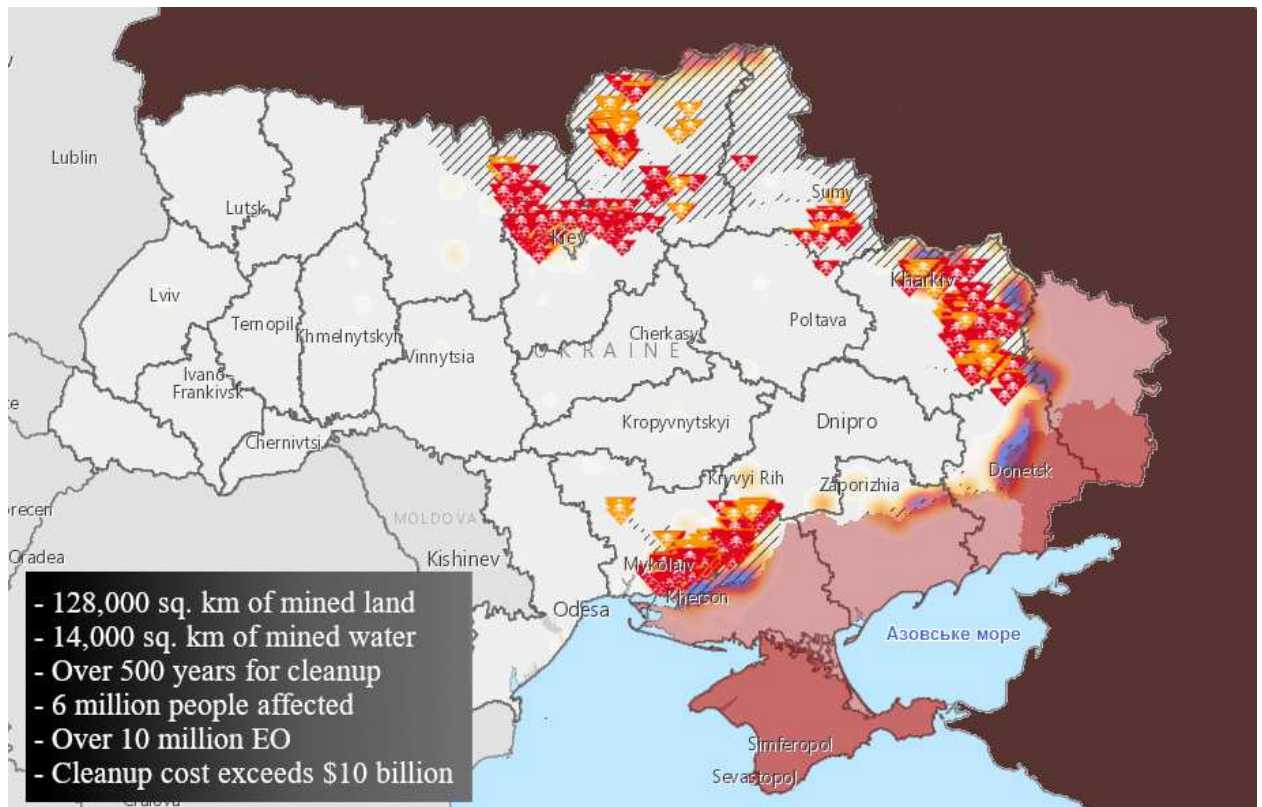 Lublin
Lutsk
Lviv
Ternopil
Khmelnytskyi
Ivano-
Frankivsk
Chernivtsi
Vinnytsia
Kiev
Sumy
Kharkiv
Poltava
Cherkasy
UKRAINE
Kropyvnytskyi
Dnipro
Donetsk
Kryvyi Rih
Zaporizhia
MOLDOVA
Kishinev
Oradea
Mykolaiv
Kherson
Odesa
Азовське море
Simferopol
Sevastopol
- 128,000 sq. km of mined land
- 14,000 sq. km of mined water
- Over 500 years for cleanup
- 6 million people affected
- Over 10 million EO
- Cleanup cost exceeds $10 billion